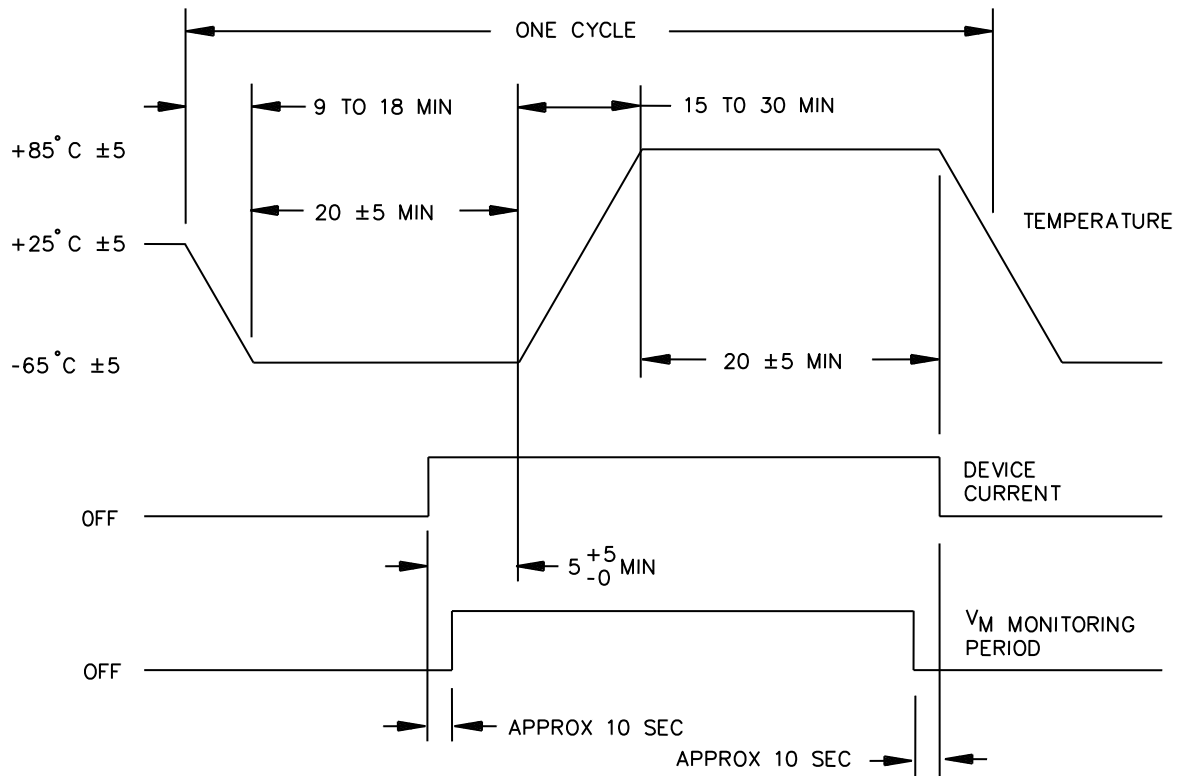 ONE CYCLE
9 TO 18 MIN
15 TO 30 MIN
+85°C ±5
20 ±5 MIN
TEMPERATURE
+25°C ±5
-65°C ±5
20 ±5 MIN
DEVICE
CURRENT
OFF
5 +5 -0 MIN
VM MONITORING
PERIOD
OFF
APPROX 10 SEC
APPROX 10 SEC